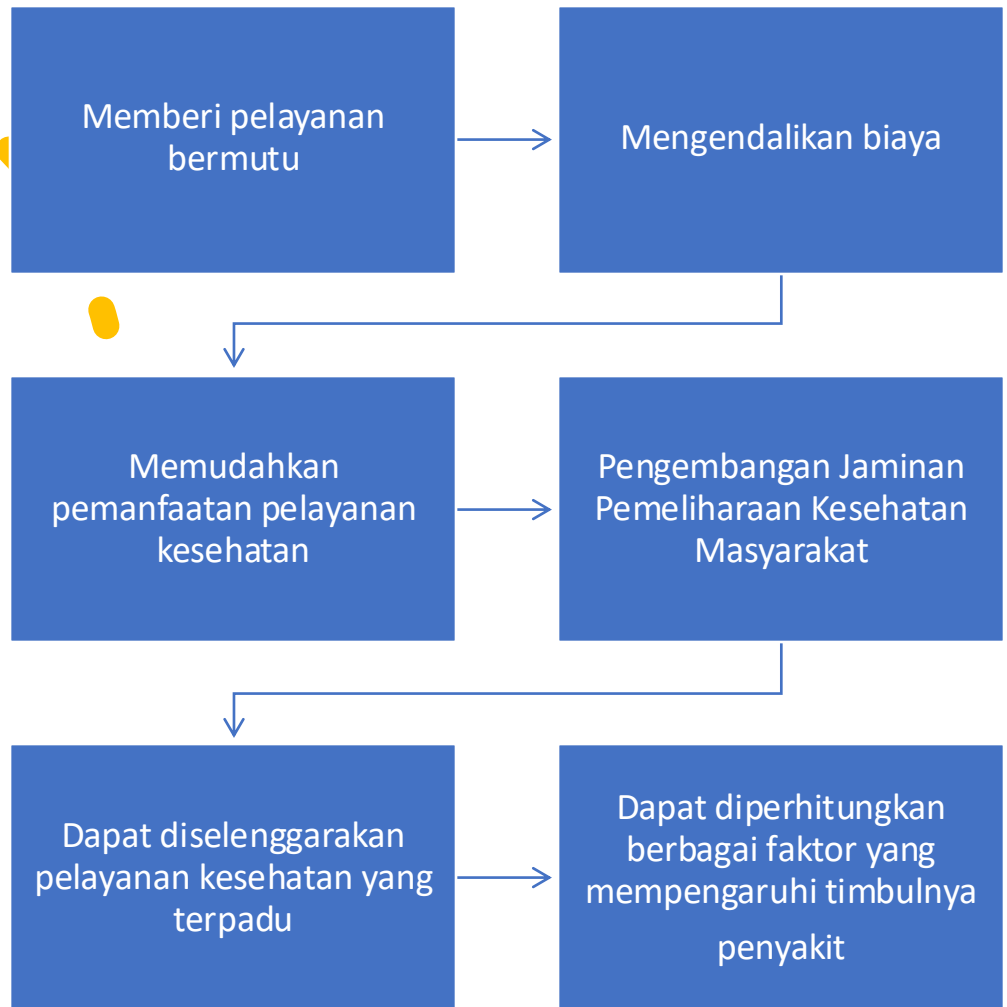 Memberi pelayanan
bermutu
Mengendalikan biaya
Memudahkan
pemanfaatan pelayanan
kesehatan
Pengembangan Jaminan
Pemeliharaan Kesehatan
Masyarakat
Dapat diselenggarakan
pelayanan kesehatan yang
terpadu
Dapat diperhitungkan
berbagai faktor yang
mempengaruhi timbulnya
penyakit